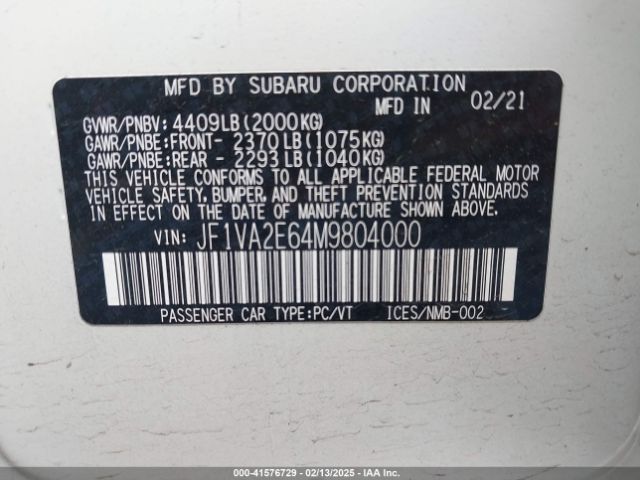 MFD BY SUBARU CORPORATION
MFD IN 02/21
GVWR/PNBV: 4409LB(2000KG)
GAWR/PNBE:FRONT- 2370LB(1075KG)
GAWR/PNBE:REAR - 2293LB(1040KG)
THIS VEHICLE CONFORMS TO ALL APPLICABLE FEDERAL MOTOR
VEHICLE SAFETY, BUMPER, AND THEFT PREVENTION STANDARDS
IN EFFECT ON THE DATE OF MANUFACTURE SHOWN ABOVE.
VIN: JF1VA2E64M9804000
PASSENGER CAR TYPE:PC/VT ICES/NMB-002
000-41576729 - 02/13/2025 - IAA Inc.